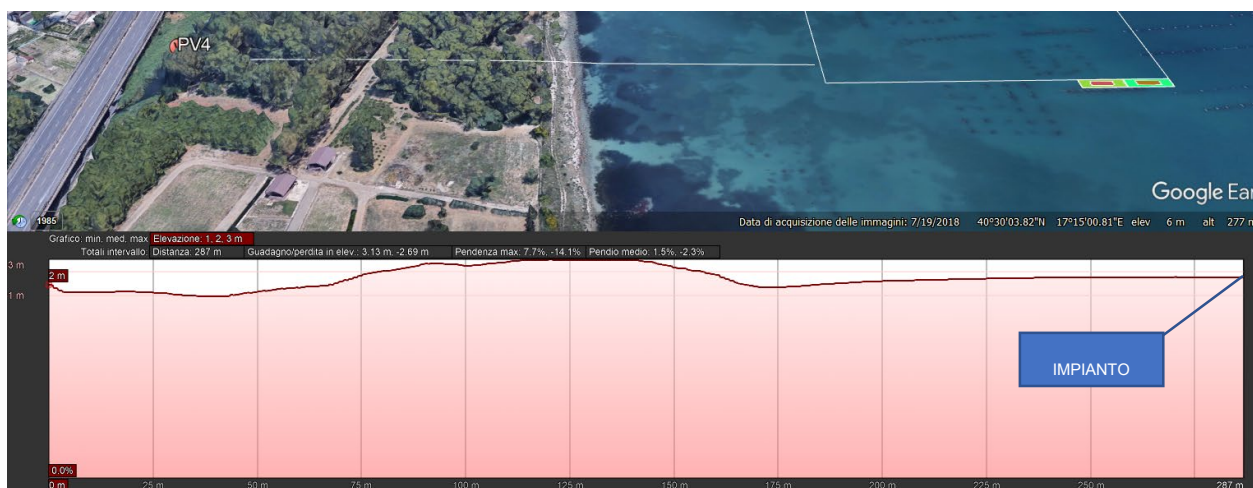 PV4
Google Ear
1985
Data di acquisizione delle immagini: 7/19/2018 40°30'03.82"N 17°15'00.81"E elev 6 m alt 277 m
Grafico: min. med. max Elevazione: 1, 2, 3 m
Totali intervallo: Distanza: 287 m Guadagno/perdita in elev.: 3.13 m, -2.69 m Pendenza max: 7.7%, -14.1% Pendio medio: 1.5%, -2.3%
3 m
2 m
1 m
IMPIANTO
0.0%
0 m 25 m 50 m 75 m 100 m 125 m 150 m 175 m 200 m 225 m 250 m 287 m